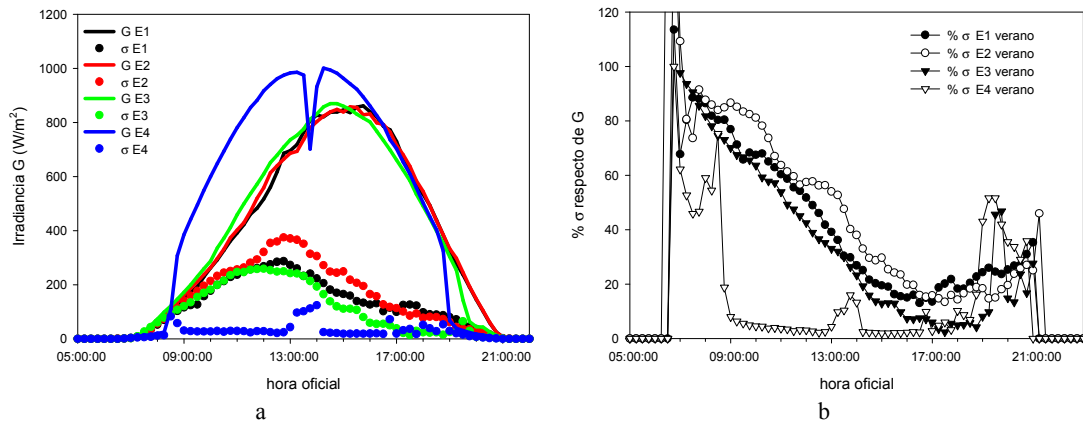 1200
1000
800
600
400
200
0
Irradiancia G (W/m²)
G E1
σ E1
G E2
σ E2
G E3
σ E3
G E4
σ E4
05:00:00 09:00:00 13:00:00 17:00:00 21:00:00
hora oficial
a
120
100
80
60
40
20
0
% σ respecto de G
% σ E1 verano
% σ E2 verano
% σ E3 verano
% σ E4 verano
05:00:00 09:00:00 13:00:00 17:00:00 21:00:00
hora oficial
b